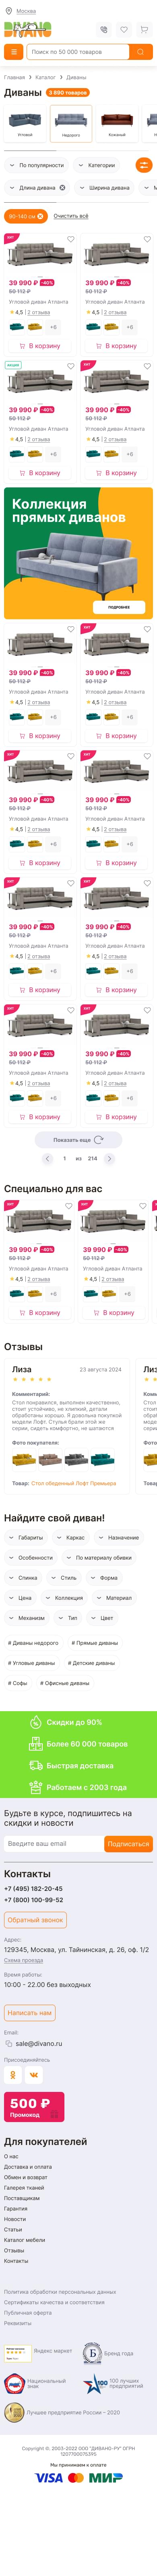 Москва
ДИВАНО
Поиск по 50 000 товаров
Главная › Каталог › Диваны
Диваны 3 690 товаров
Угловой
Недорого
Кожаный
По популярности
Категории
Длина дивана
Ширина дивана
90-140 см
Очистить всё
ХИТ
39 990 ₽ -40% 39 990 ₽ -40%
50 112 ₽ 50 112 ₽
Угловой диван Атланта Угловой диван Атланта
4,5 | 2 отзыва 4,5 | 2 отзыва
+6 +6
В корзину В корзину
39 990 ₽ -40% 39 990 ₽ -40%
50 112 ₽ 50 112 ₽
Угловой диван Атланта Угловой диван Атланта
4,5 | 2 отзыва 4,5 | 2 отзыва
+6 +6
В корзину В корзину
Коллекция
прямых диванов
ПОДРОБНЕЕ
ХИТ ХИТ
39 990 ₽ -40% 39 990 ₽ -40%
50 112 ₽ 50 112 ₽
Угловой диван Атланта Угловой диван Атланта
4,5 | 2 отзыва 4,5 | 2 отзыва
+6 +6
В корзину В корзину
ХИТ ХИТ
39 990 ₽ -40% 39 990 ₽ -40%
50 112 ₽ 50 112 ₽
Угловой диван Атланта Угловой диван Атланта
4,5 | 2 отзыва 4,5 | 2 отзыва
+6 +6
В корзину В корзину
ХИТ ХИТ
39 990 ₽ -40% 39 990 ₽ -40%
50 112 ₽ 50 112 ₽
Угловой диван Атланта Угловой диван Атланта
4,5 | 2 отзыва 4,5 | 2 отзыва
+6 +6
В корзину В корзину
ХИТ ХИТ
39 990 ₽ -40% 39 990 ₽ -40%
50 112 ₽ 50 112 ₽
Угловой диван Атланта Угловой диван Атланта
4,5 | 2 отзыва 4,5 | 2 отзыва
+6 +6
В корзину В корзину
Показать еще
1 из 214
Специально для вас
ХИТ ХИТ
39 990 ₽ -40% 39 990 ₽ -40%
50 112 ₽ 50 112 ₽
Угловой диван Атланта Угловой диван Атланта
4,5 | 2 отзыва 4,5 | 2 отзыва
+6 +6
В корзину В корзину
Отзывы
Лиза 23 августа 2024
Комментарий:
Стол понравился, выполнен качественно,
стоит устойчиво, не хлипкий, детали
обработаны хорошо. Я довольна покупкой
модели Лофт. Стулья брали этой же
серии, сидеть комфортно, не шатаются
Фото покупателя:
Товар: Стол обеденный Лофт Премьера
Найдите свой диван!
Габариты
Каркас
Назначение
Особенности
По материалу обивки
Спинка
Стиль
Форма
Цена
Коллекция
Материал
Механизм
Тип
Цвет
# Диваны недорого
# Прямые диваны
# Угловые диваны
# Детские диваны
# Софы
# Офисные диваны
Скидки до 90%
Более 60 000 товаров
Быстрая доставка
Работаем с 2003 года
Будьте в курсе, подпишитесь на
скидки и новости
Введите ваш email
Подписаться
Контакты
+7 (495) 182-20-45
+7 (800) 100-99-52
Обратный звонок
Адрес:
129345, Москва, ул. Тайнинская, д. 26, оф. 1/2
Схема проезда
Время работы:
10:00 - 22.00 без выходных
Написать нам
Email:
sale@divano.ru
Присоединяйтесь
500 ₽
Промокод
Для покупателей
О нас
Доставка и оплата
Обмен и возврат
Галерея тканей
Поставщикам
Гарантия
Новости
Статьи
Каталог мебели
Отзывы
Контакты
Политика обработки персональных данных
Сертификаты качества и соответствия
Публичная оферта
Реквизиты
Яндекс маркет
Бренд года
Национальный
знак
100 лучших
предприятий
Лучшее предприятие России - 2020
Copyright ©. 2003-2022 ООО "ДИВАНО-РУ" ОГРН
1207700075395
Мы принимаем к оплате
VISA
МИР